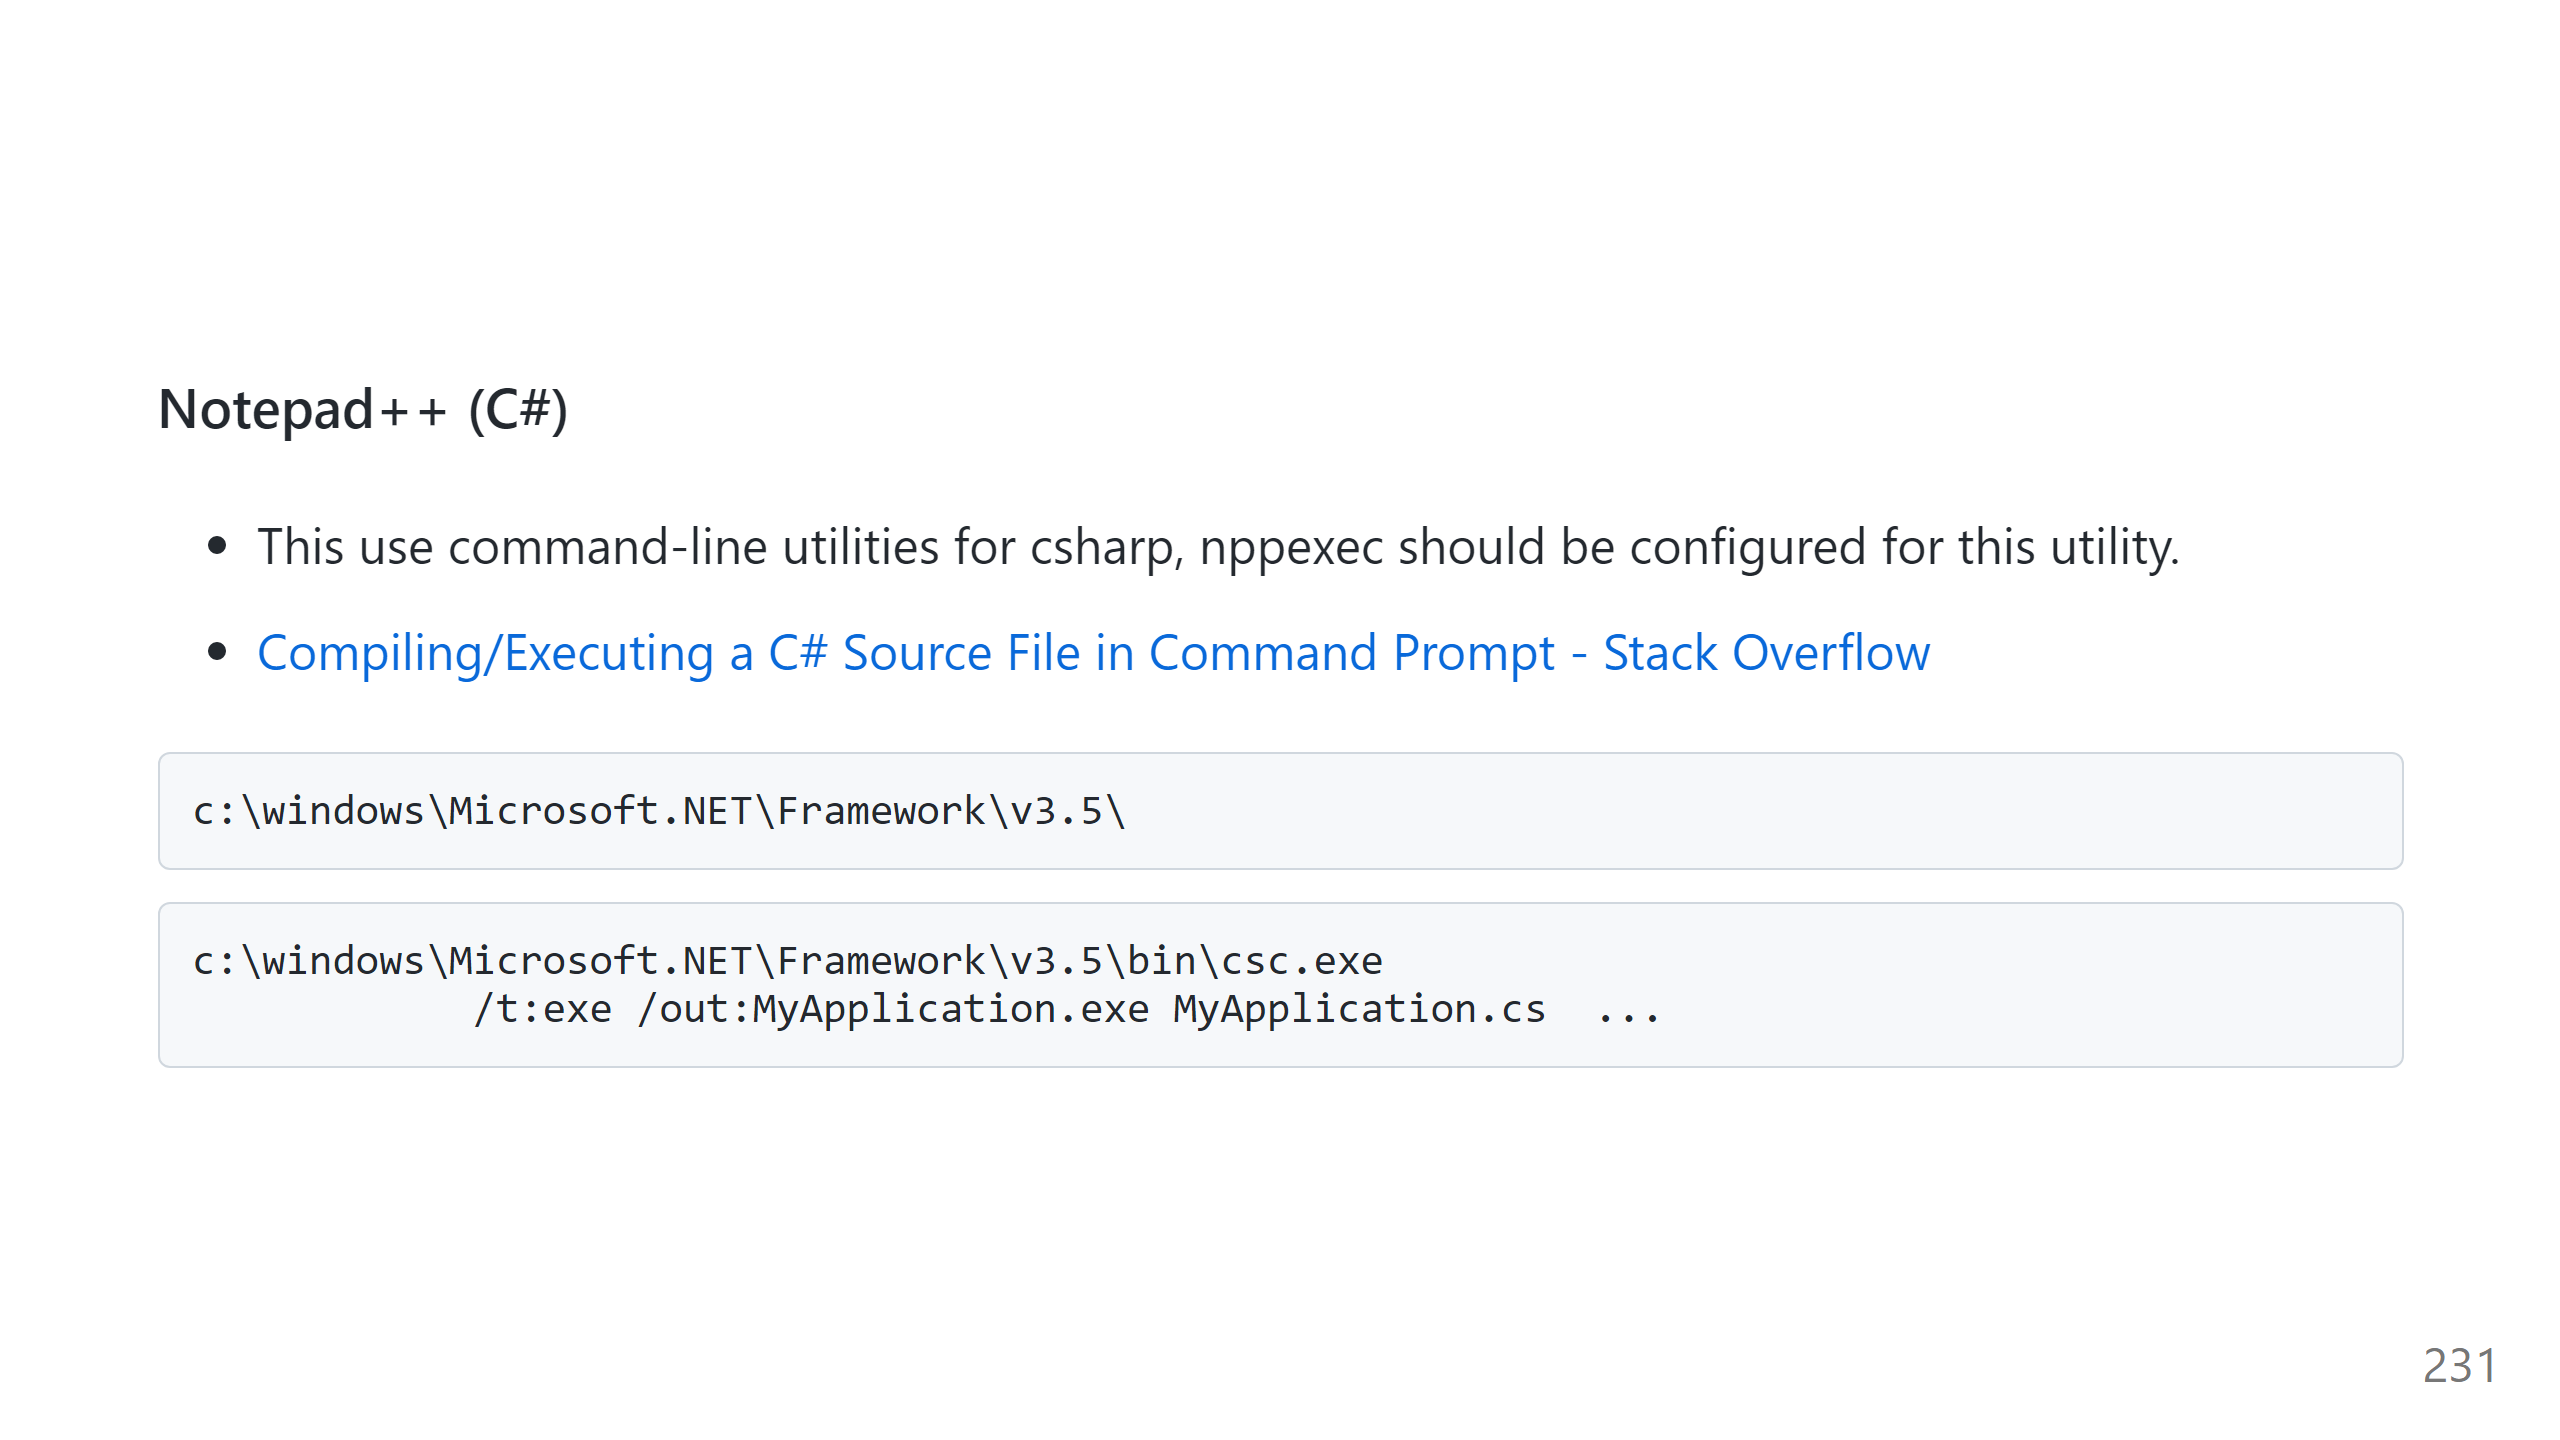 Notepad++ (C#)
This use command-line utilities for csharp, nppexec should be configured for this utility.
Compiling/Executing a C# Source File in Command Prompt - Stack Overflow
c:\windows\Microsoft.NET\Framework\v3.5\
c:\windows\Microsoft.NET\Framework\v3.5\bin\csc.exe
/t:exe /out:MyApplication.exe MyApplication.cs  ...
231